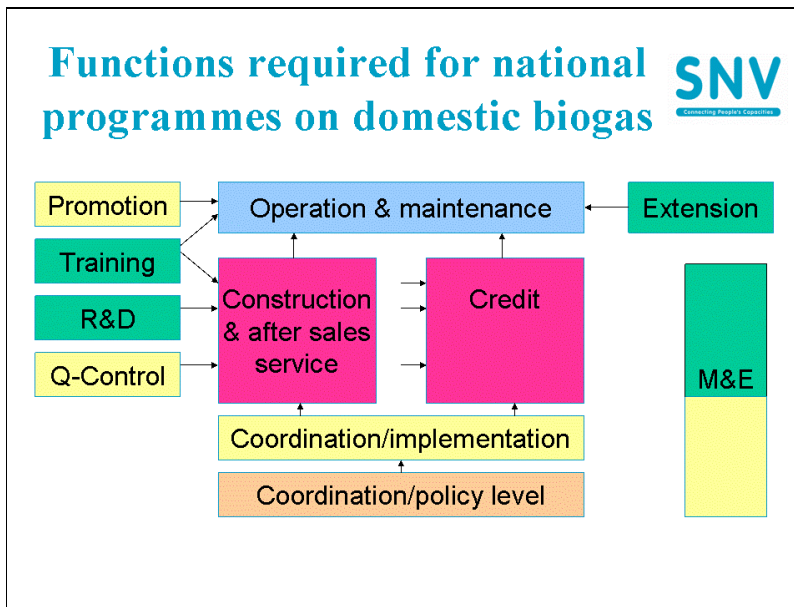 Functions required for national
programmes on domestic biogas
SNV
Connecting People's Capacities
Promotion
Operation & maintenance
Extension
Training
Construction
& after sales
service
Credit
R&D
Q-Control
M&E
Coordination/implementation
Coordination/policy level